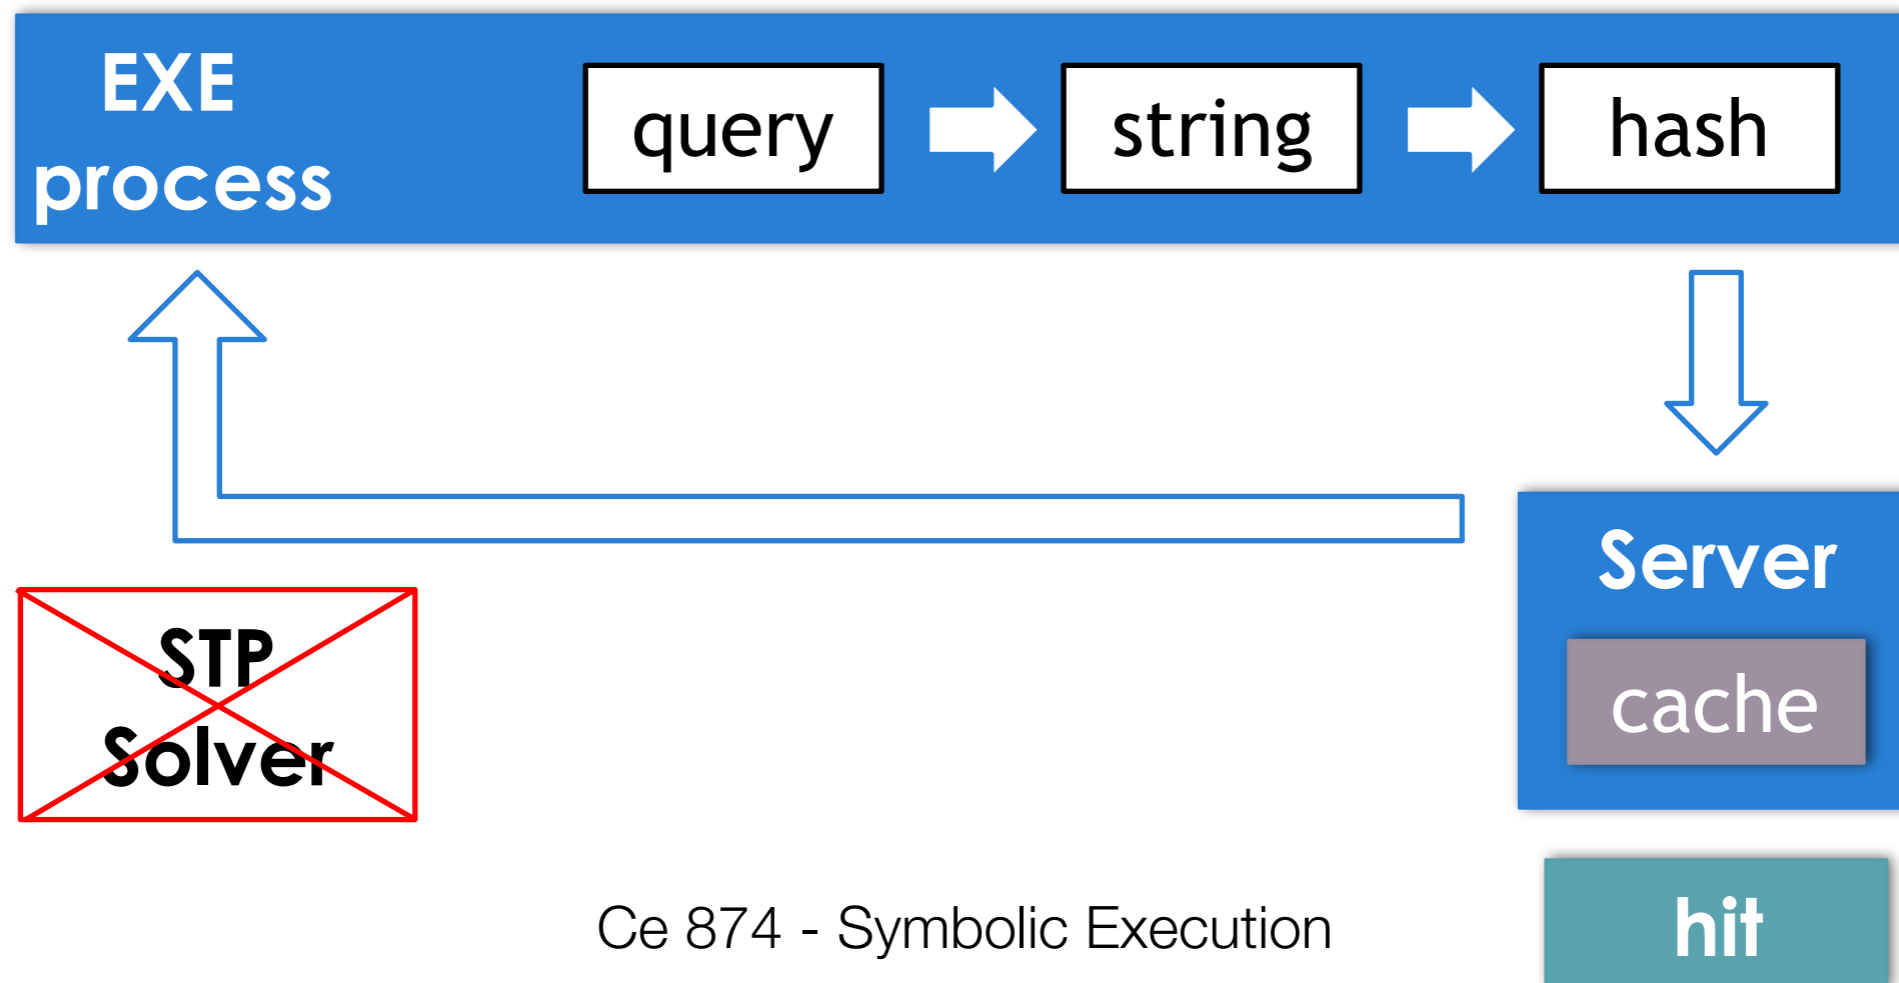 EXE
process
query
string
hash
Server
cache
STP
Solver
hit
Ce 874 - Symbolic Execution